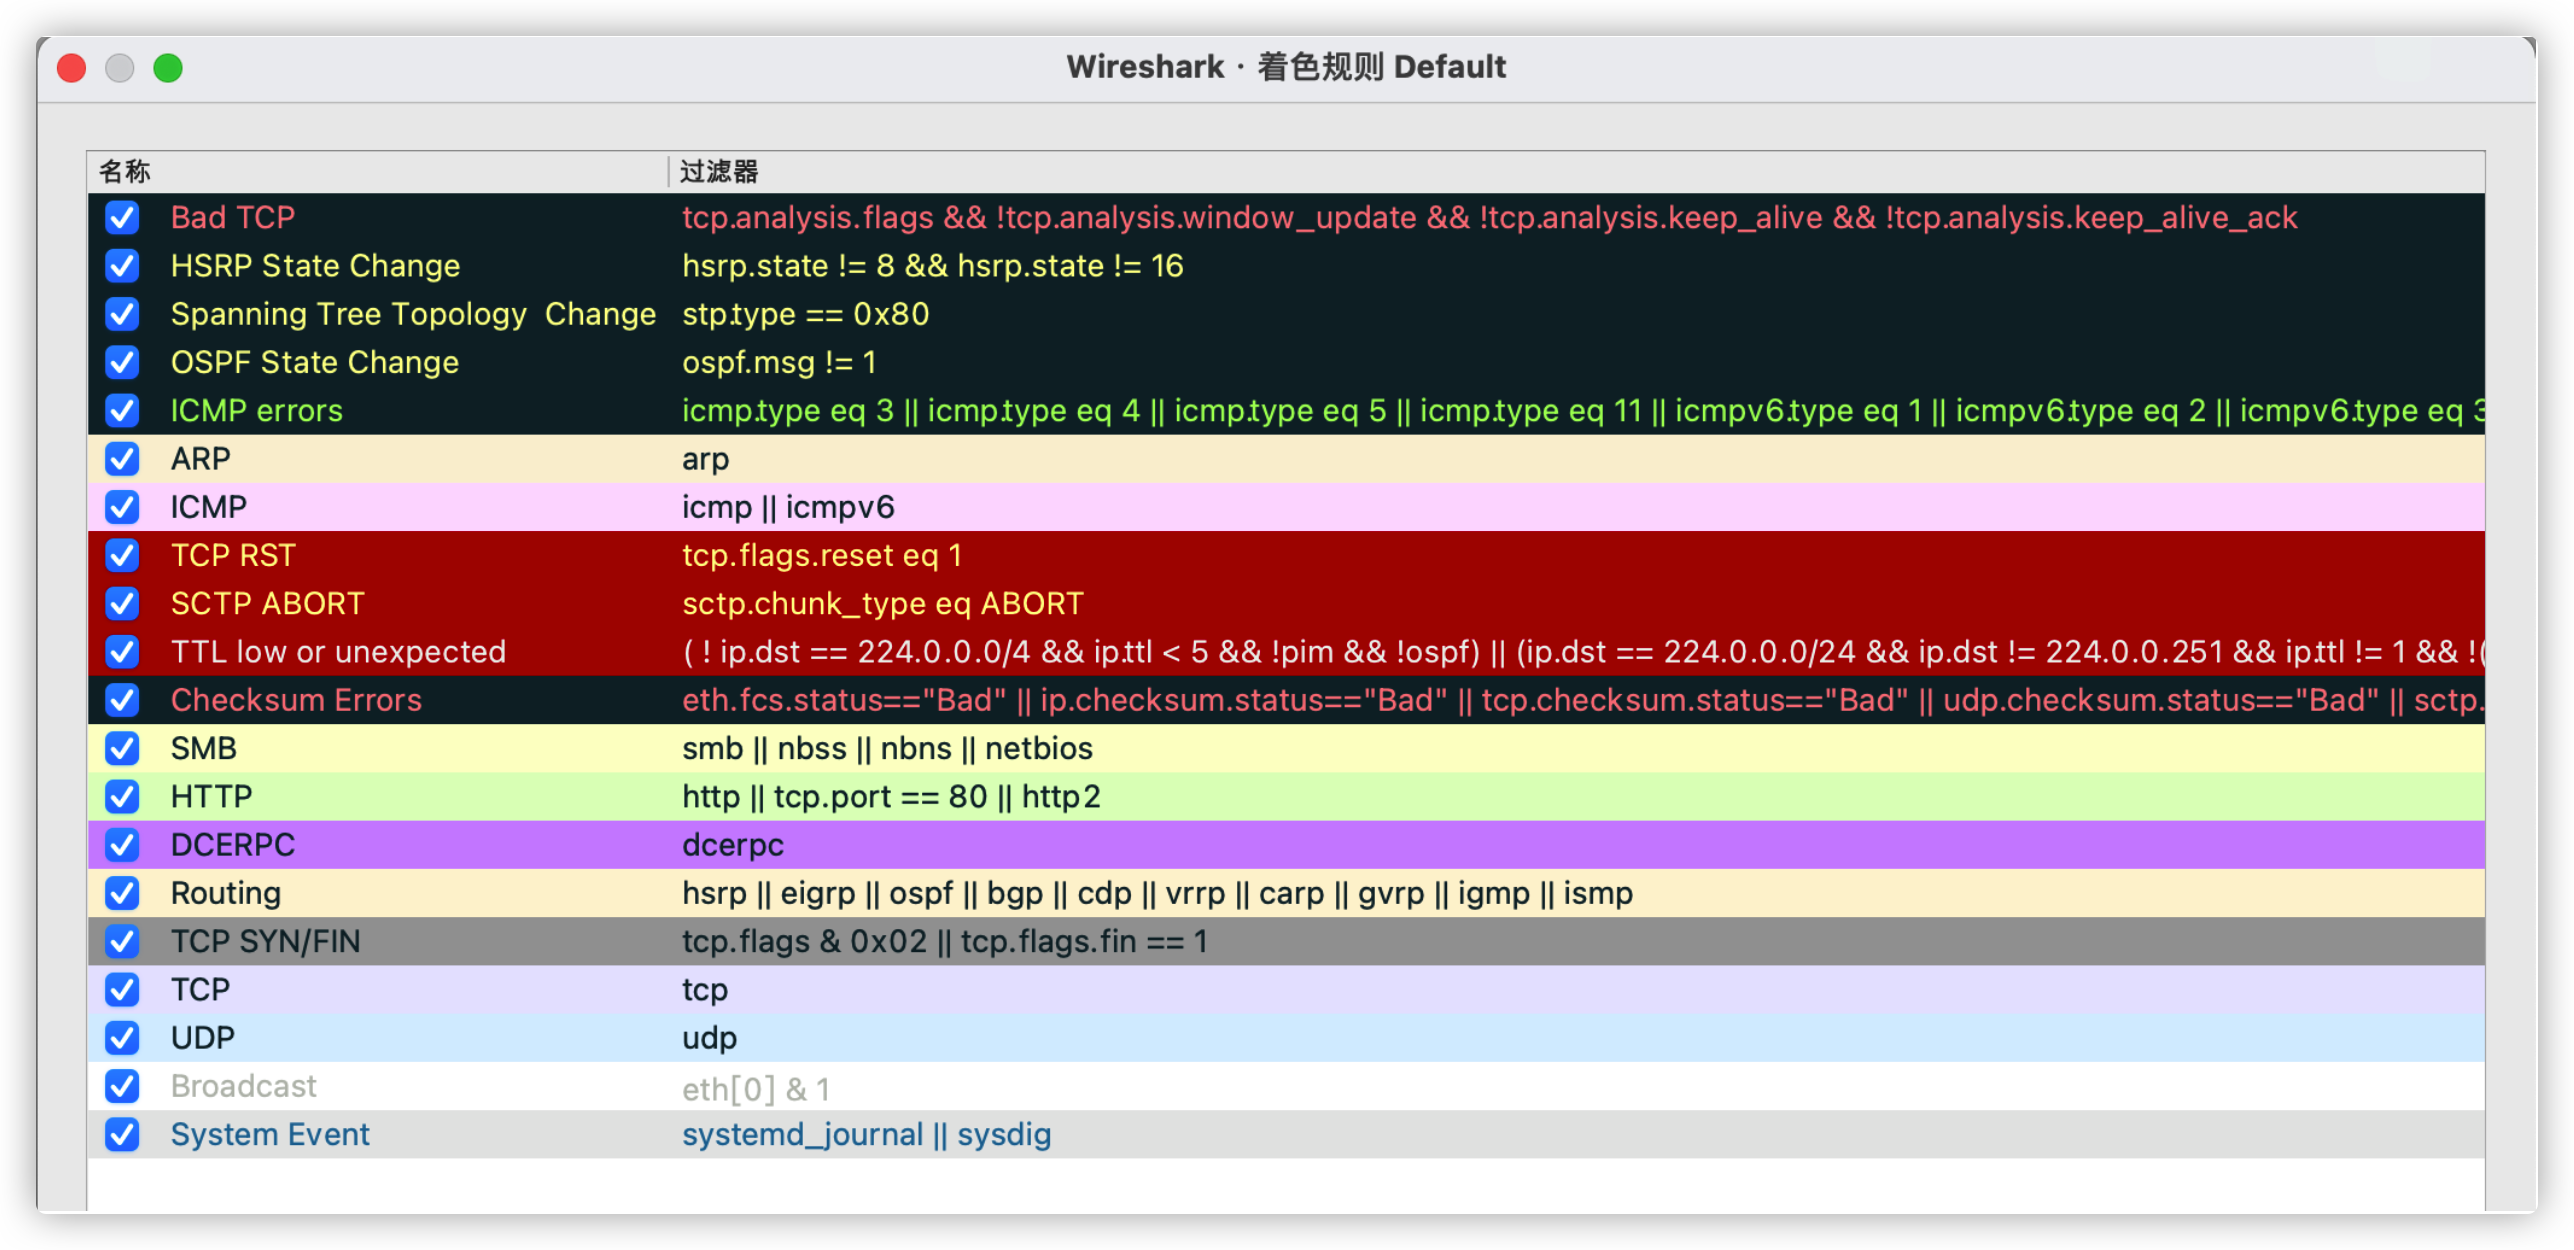 Wireshark · 着色规则 Default
名称 过滤器
Bad TCP tcp.analysis.flags && !tcp.analysis.window_update && !tcp.analysis.keep_alive && !tcp.analysis.keep_alive_ack
HSRP State Change hsrp.state != 8 && hsrp.state != 16
Spanning Tree Topology  Change stp.type == 0x80
OSPF State Change ospf.msg != 1
ICMP errors icmp.type eq 3 || icmp.type eq 4 || icmp.type eq 5 || icmp.type eq 11 || icmpv6.type eq 1 || icmpv6.type eq 2 || icmpv6.type eq 3
ARP arp
ICMP icmp || icmpv6
TCP RST tcp.flags.reset eq 1
SCTP ABORT sctp.chunk_type eq ABORT
TTL low or unexpected ( ! ip.dst == 224.0.0.0/4 && ip.ttl < 5 && !pim && !ospf) || (ip.dst == 224.0.0.0/24 && ip.dst != 224.0.0.251 && ip.ttl != 1 && !(
Checksum Errors eth.fcs.status=="Bad" || ip.checksum.status=="Bad" || tcp.checksum.status=="Bad" || udp.checksum.status=="Bad" || sctp.
SMB smb || nbss || nbns || netbios
HTTP http || tcp.port == 80 || http2
DCERPC dcerpc
Routing hsrp || eigrp || ospf || bgp || cdp || vrrp || carp || gvrp || igmp || ismp
TCP SYN/FIN tcp.flags & 0x02 || tcp.flags.fin == 1
TCP tcp
UDP udp
Broadcast eth[0] & 1
System Event systemd_journal || sysdig